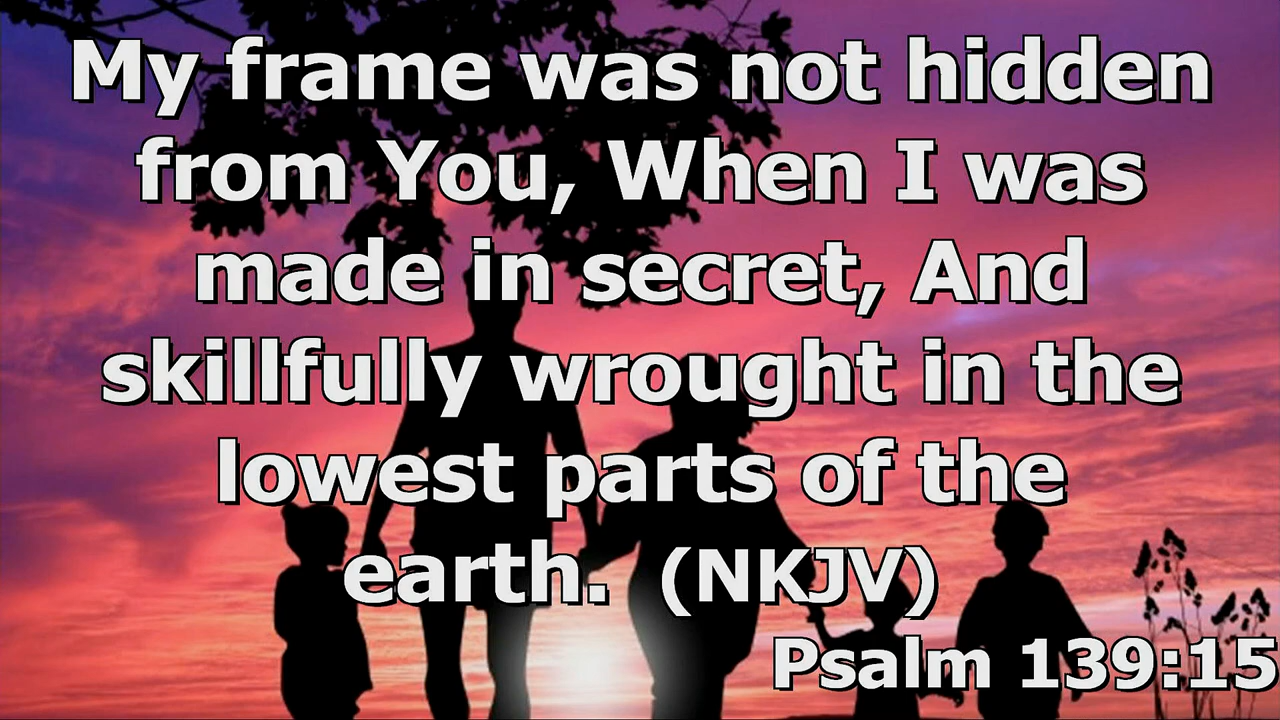 My frame was not hidden
from You, When I was
made in secret, And
skillfully wrought in the
lowest parts of the
earth. (NKJV)
Psalm 139:15